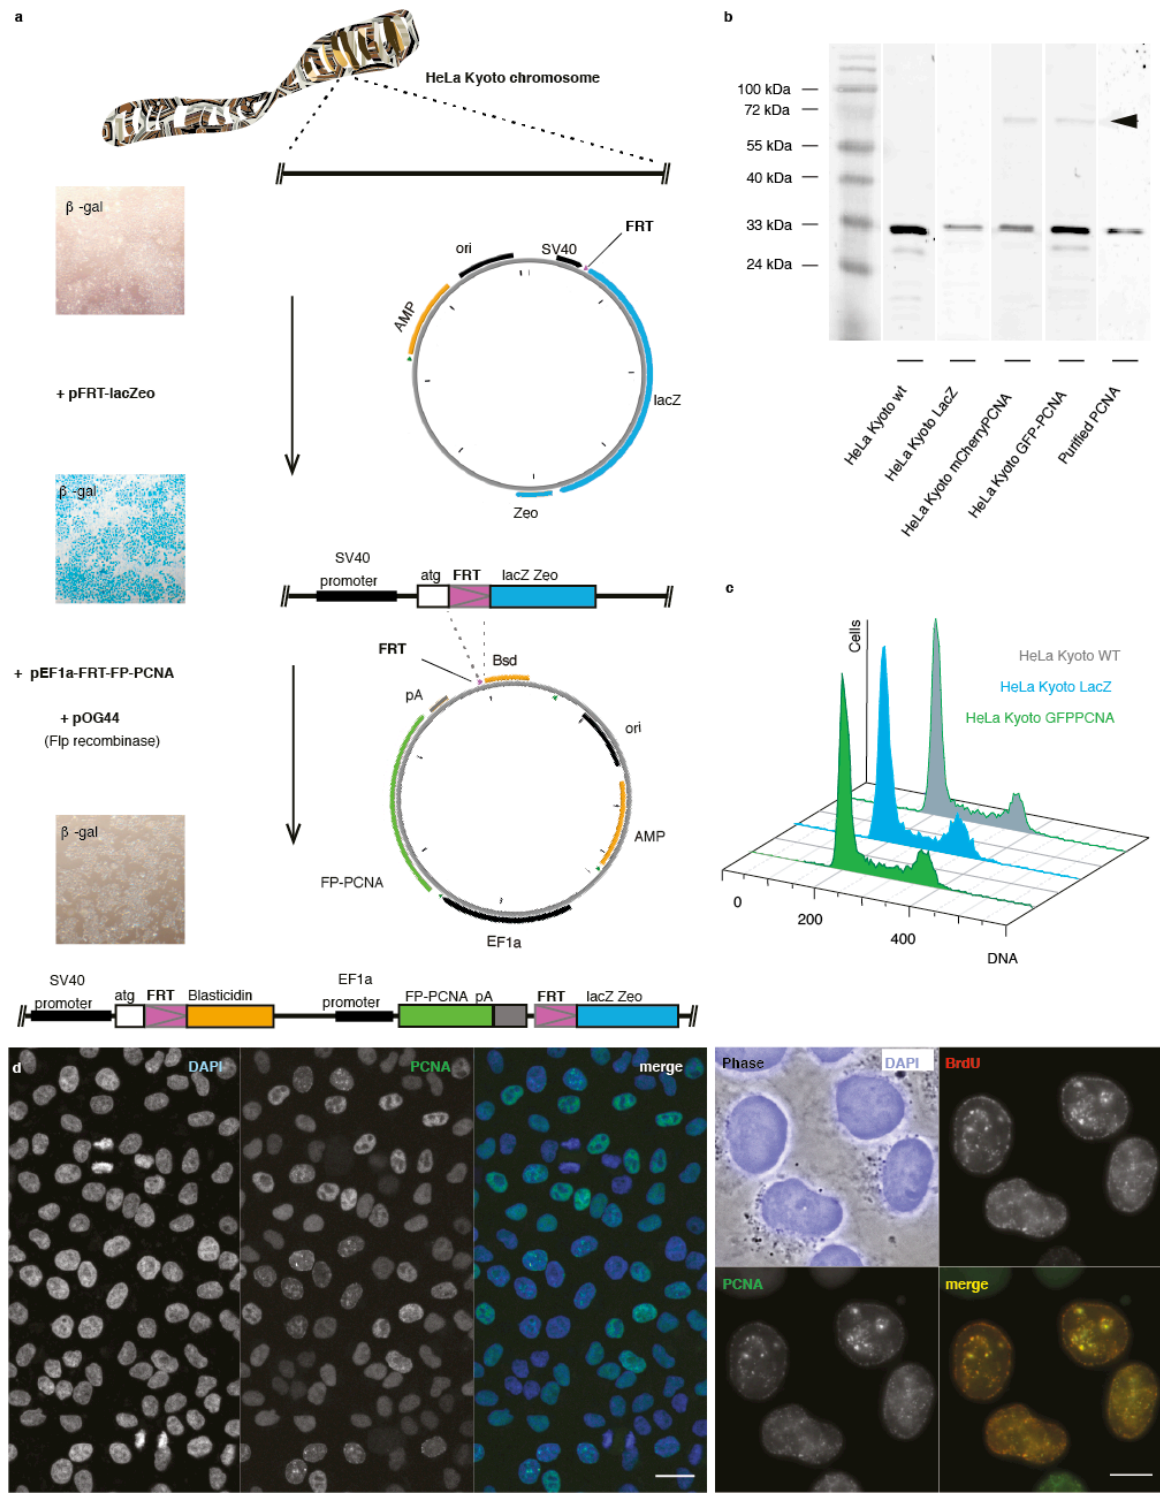 a
HeLa Kyoto chromosome
β -gal
FRT
ori
SV40
AMP
+ pFRT-lacZeo
lacZ
Zeo
β -gal
SV40
promoter
atg
FRT
lacZ Zeo
FRT
Bsd
pA
+ pEF1a-FRT-FP-PCNA
+ pOG44
(Flp recombinase)
ori
β -gal
AMP
FP-PCNA
EF1a
SV40
promoter
atg
FRT
Blasticidin
EF1a
promoter
FP-PCNA
pA
FRT
lacZ Zeo
b
100 kDa
72 kDa
55 kDa
40 kDa
33 kDa
24 kDa
HeLa Kyoto wt
HeLa Kyoto LacZ
HeLa Kyoto mCherryPCNA
HeLa Kyoto GFP-PCNA
Purified PCNA
c
Cells
HeLa Kyoto WT
HeLa Kyoto LacZ
HeLa Kyoto GFPPCNA
0
200
400
DNA
d
DAPI
PCNA
merge
Phase
DAPI
BrdU
PCNA
merge